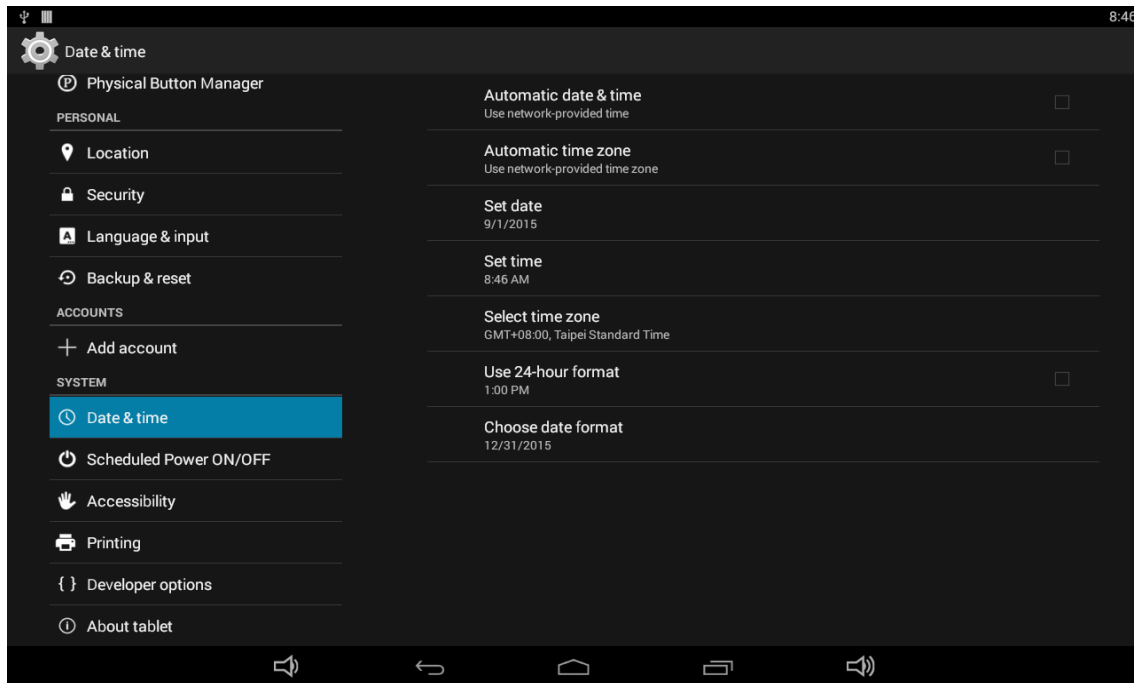 8:46
Date & time
Physical Button Manager
PERSONAL
Location
Security
Language & input
Backup & reset
ACCOUNTS
Add account
SYSTEM
Date & time
Scheduled Power ON/OFF
Accessibility
Printing
Developer options
About tablet
Automatic date & time
Use network-provided time
Automatic time zone
Use network-provided time zone
Set date
9/1/2015
Set time
8:46 AM
Select time zone
GMT+08:00, Taipei Standard Time
Use 24-hour format
1:00 PM
Choose date format
12/31/2015